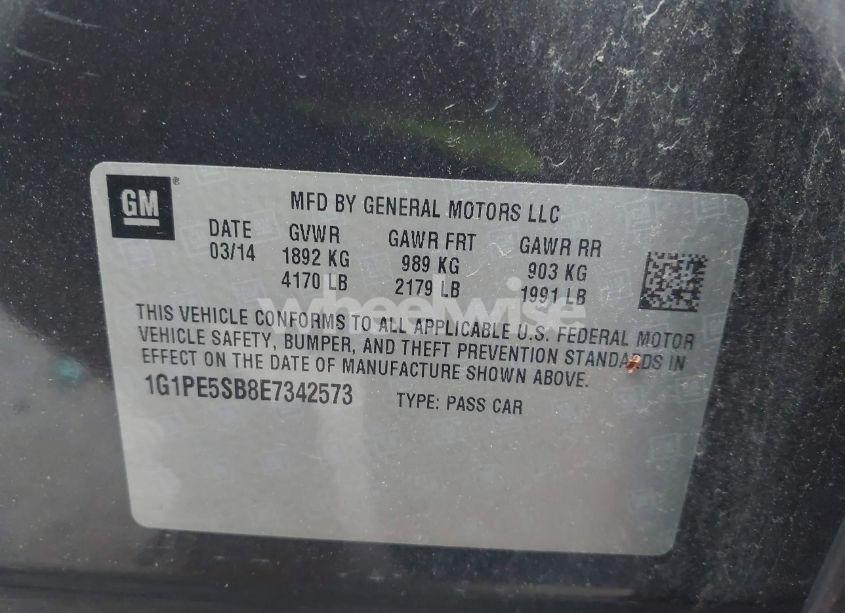 GM®
MFD BY GENERAL MOTORS LLC
DATE GVWR GAWR FRT GAWR RR
03/14 1892 KG 989 KG 903 KG
4170 LB 2179 LB 1991 LB
wheelwise
THIS VEHICLE CONFORMS TO ALL APPLICABLE U.S. FEDERAL MOTOR
VEHICLE SAFETY, BUMPER, AND THEFT PREVENTION STANDARDS IN
EFFECT ON THE DATE OF MANUFACTURE SHOWN ABOVE.
1G1PE5SB8E7342573 TYPE: PASS CAR